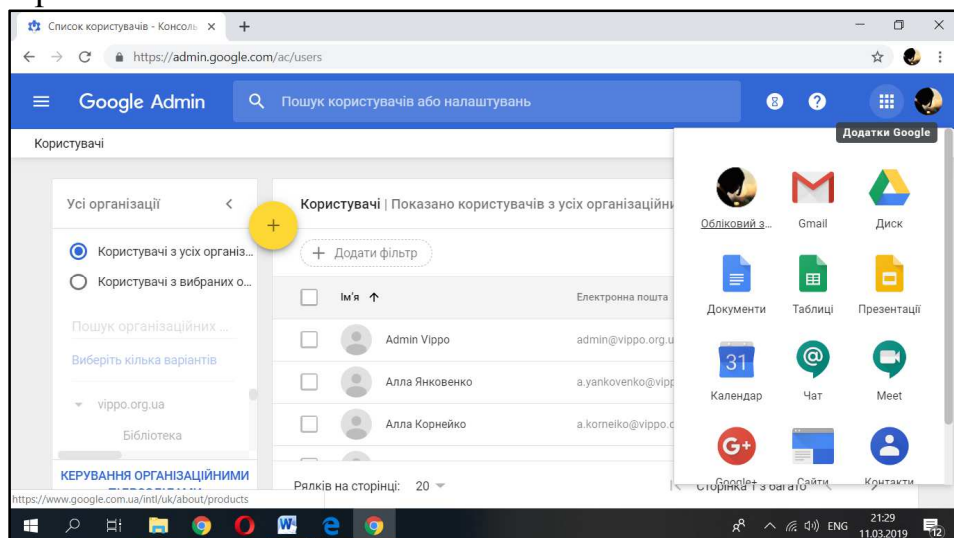 Список користувачів - Консоль
https://admin.google.com/ac/users
Google Admin
Пошук користувачів або налаштувань
8
?
Додатки Google
Користувачі
Усі організації
Користувачі | Показано користувачів з усіх організаційни
Користувачі з усіх організ...
Користувачі з вибраних о...
+ Додати фільтр
Пошук організаційних ...
Виберіть кілька варіантів
vippo.org.ua
Бібліотека
КЕРУВАННЯ ОРГАНІЗАЦІЙНИМИ
Ім'я ↑ Електронна пошта
Admin Vippo admin@vippo.org.u
Алла Янковенко a.yankovenko@vipp
Алла Корнейко a.korneiko@vippo.o
Рядків на сторінці: 20
Сторінка 1 з багато
Обліковий з... Gmail Диск
Документи Таблиці Презентації
31
Календар Чат Meet
G+
Google+ Сайти Контакти
https://www.google.com.ua/intl/uk/about/products
ENG
21:29
11.03.2019
12